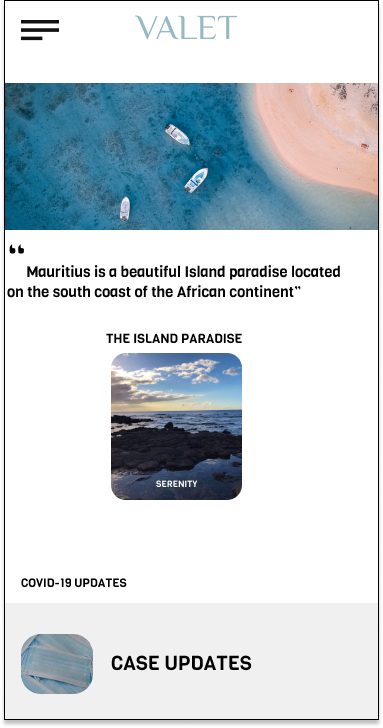 VALET
“
Mauritius is a beautiful Island paradise located
on the south coast of the African continent”
THE ISLAND PARADISE
SERENITY
COVID-19 UPDATES
CASE UPDATES